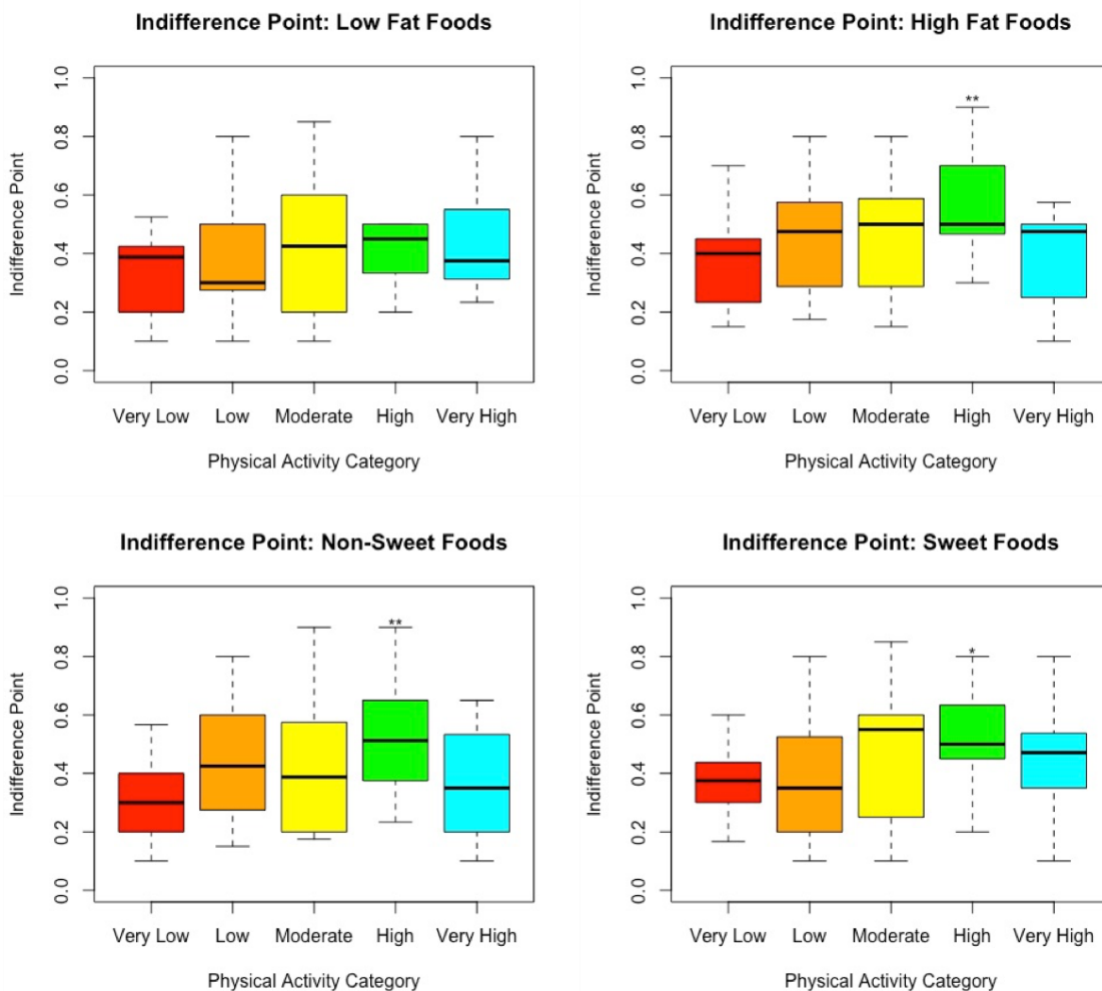 Indifference Point: Low Fat Foods
Indifference Point
1.0
0.8
0.6
0.4
0.2
0.0
Very Low Low Moderate High Very High
Physical Activity Category
Indifference Point: High Fat Foods
Indifference Point
1.0
0.8
0.6
0.4
0.2
0.0
**
Very Low Low Moderate High Very High
Physical Activity Category
Indifference Point: Non-Sweet Foods
Indifference Point
1.0
0.8
0.6
0.4
0.2
0.0
**
Very Low Low Moderate High Very High
Physical Activity Category
Indifference Point: Sweet Foods
Indifference Point
1.0
0.8
0.6
0.4
0.2
0.0
*
Very Low Low Moderate High Very High
Physical Activity Category